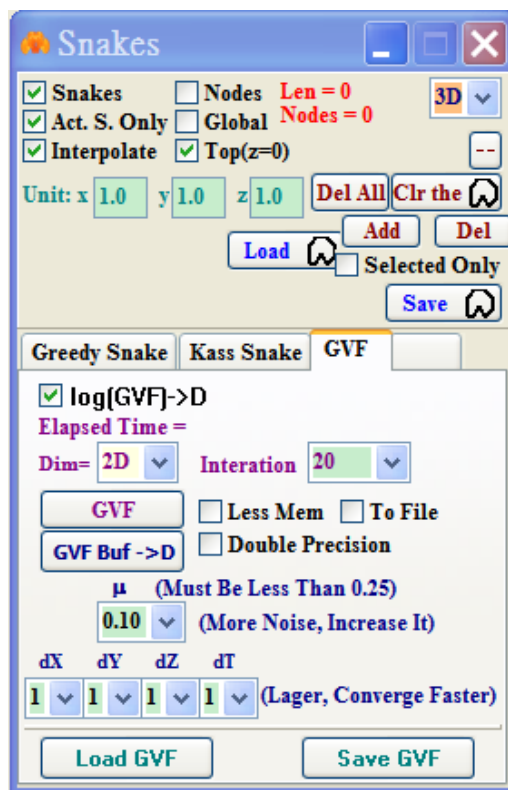 Snakes
Snakes Nodes Len = 0 3D
Act. S. Only Global Nodes = 0
Interpolate Top(z=0) --
Unit: x 1.0 y 1.0 z 1.0 Del All Clr the
Add Del
Load Selected Only
Save
Greedy Snake Kass Snake GVF
log(GVF)->D
Elapsed Time =
Dim= 2D Interation 20
GVF Less Mem To File
GVF Buf ->D Double Precision
μ (Must Be Less Than 0.25)
0.10 (More Noise, Increase It)
dX dY dZ dT
1 1 1 1 (Lager, Converge Faster)
Load GVF Save GVF